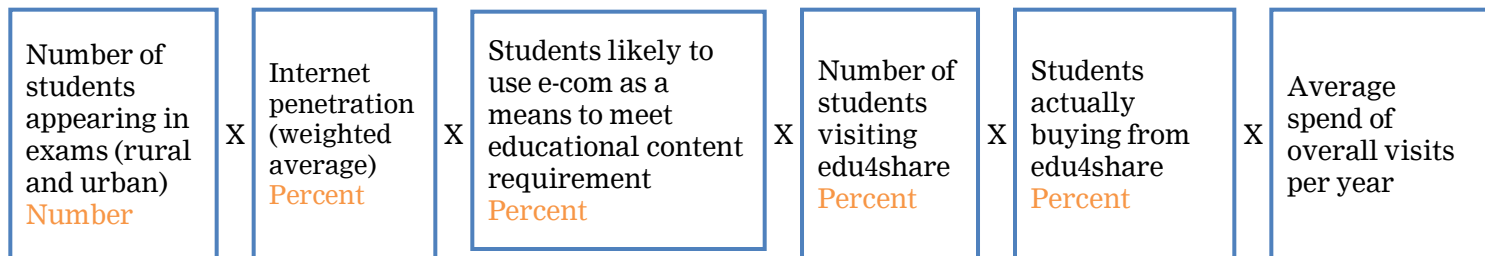 Number of
students
appearing in
exams (rural
and urban)
Number
X
Internet
penetration
(weighted
average)
Percent
X
Students likely to
use e-com as a
means to meet
educational content
requirement
Percent
X
Number of
students
visiting
edu4share
Percent
X
Students
actually
buying from
edu4share
Percent
X
Average
spend of
overall visits
per year